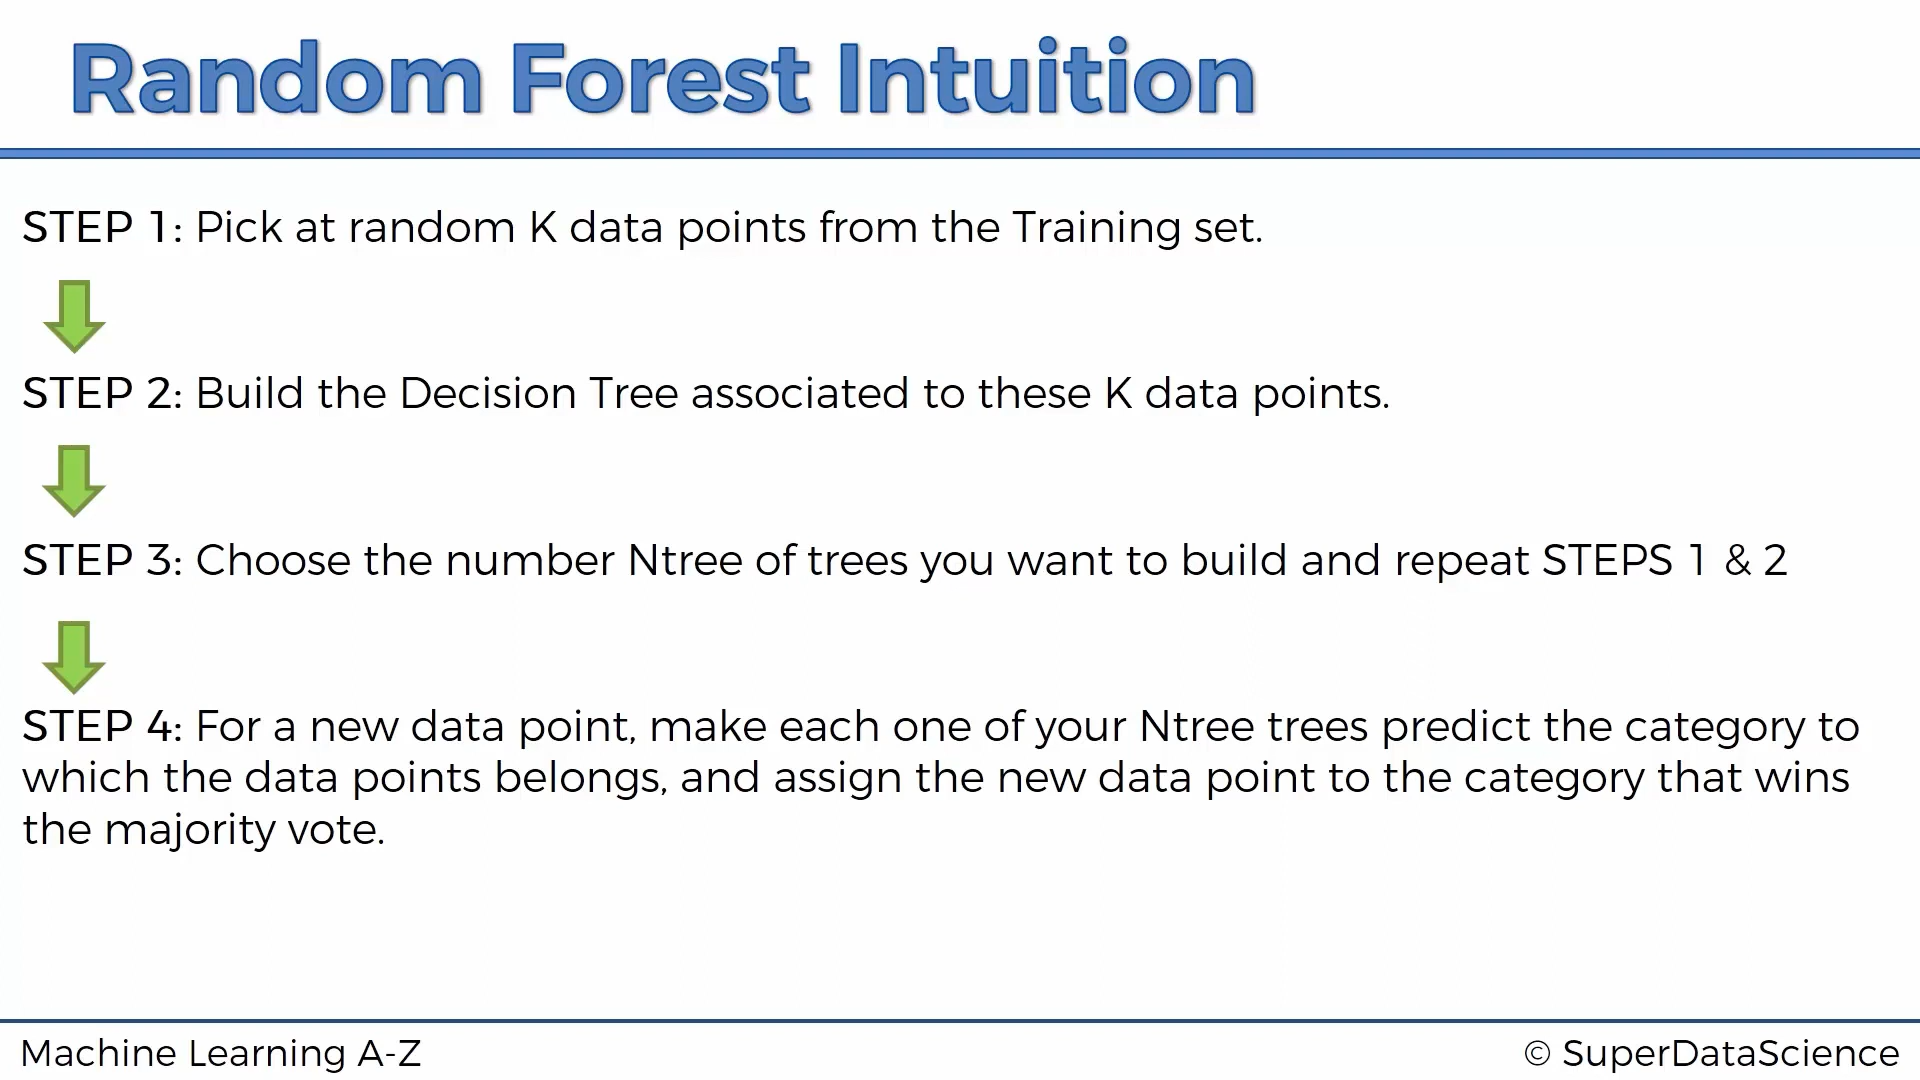 Random Forest Intuition
STEP 1: Pick at random K data points from the Training set.
STEP 2: Build the Decision Tree associated to these K data points.
STEP 3: Choose the number Ntree of trees you want to build and repeat STEPS 1 & 2
STEP 4: For a new data point, make each one of your Ntree trees predict the category to
which the data points belongs, and assign the new data point to the category that wins
the majority vote.
Machine Learning A-Z
© SuperDataScience